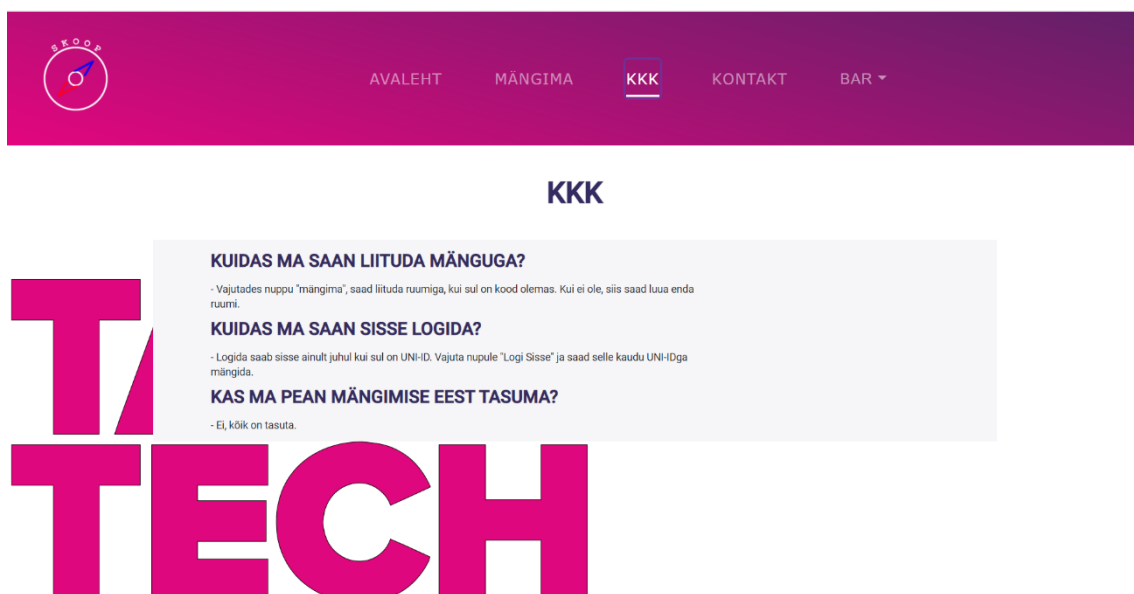 SKOOP
AVALEHT MÄNGIMA KKK KONTAKT BAR
KKK
KUIDAS MA SAAN LIITUDA MÄNGUGA?
- Vajutades nuppu "mängima", saad liituda ruumiga, kui sul on kood olemas. Kui ei ole, siis saad luua enda
ruumi.
KUIDAS MA SAAN SISSE LOGIDA?
- Logida saab sisse ainult juhul kui sul on UNI-ID. Vajuta nupule "Logi Sisse" ja saad selle kaudu UNI-IDga
mängida.
KAS MA PEAN MÄNGIMISE EEST TASUMA?
- Ei, kõik on tasuta.
TECH